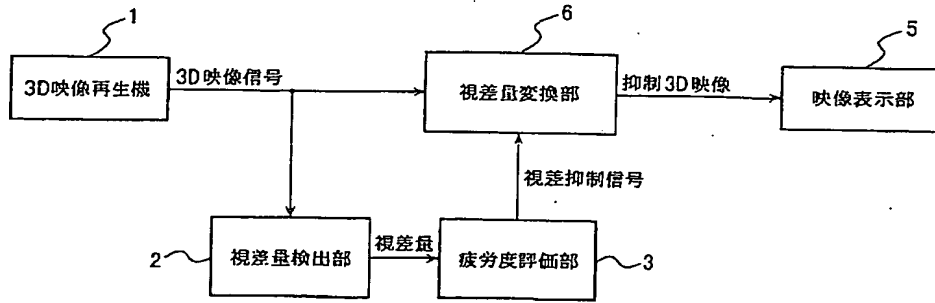 1
6
5
3D映像再生機
3D映像信号
視差量変換部
抑制3D映像
映像表示部
視差抑制信号
2
視差量検出部
視差量
疲労度評価部
3